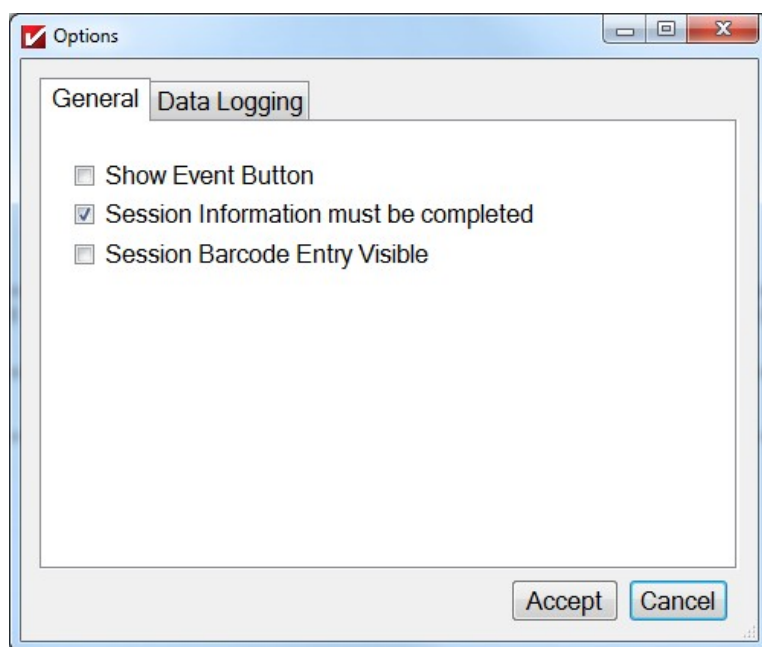 Options
General Data Logging
Show Event Button
Session Information must be completed
Session Barcode Entry Visible
Accept Cancel